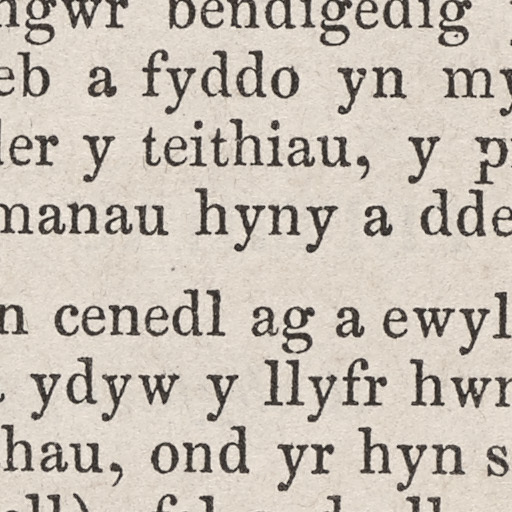 ngwr bendigedig
eb a fyddo yn my
ler y teithiau, y p
manau hyny a dde
n cenedl ag a ewyl
ydyw y llyfr hwn
hau, ond yr hyn s